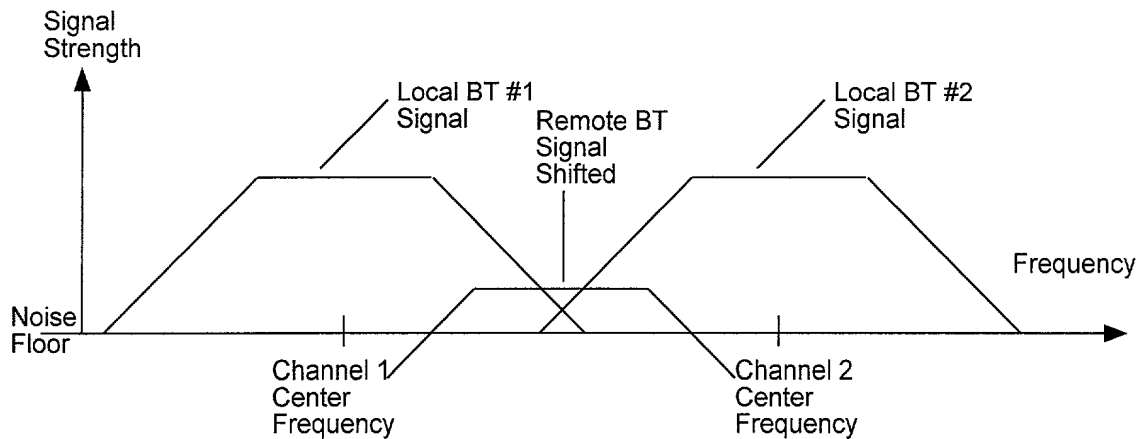 Signal
Strength
Local BT #1
Signal
Remote BT
Signal
Shifted
Local BT #2
Signal
Frequency
Noise
Floor
Channel 1
Center
Frequency
Channel 2
Center
Frequency